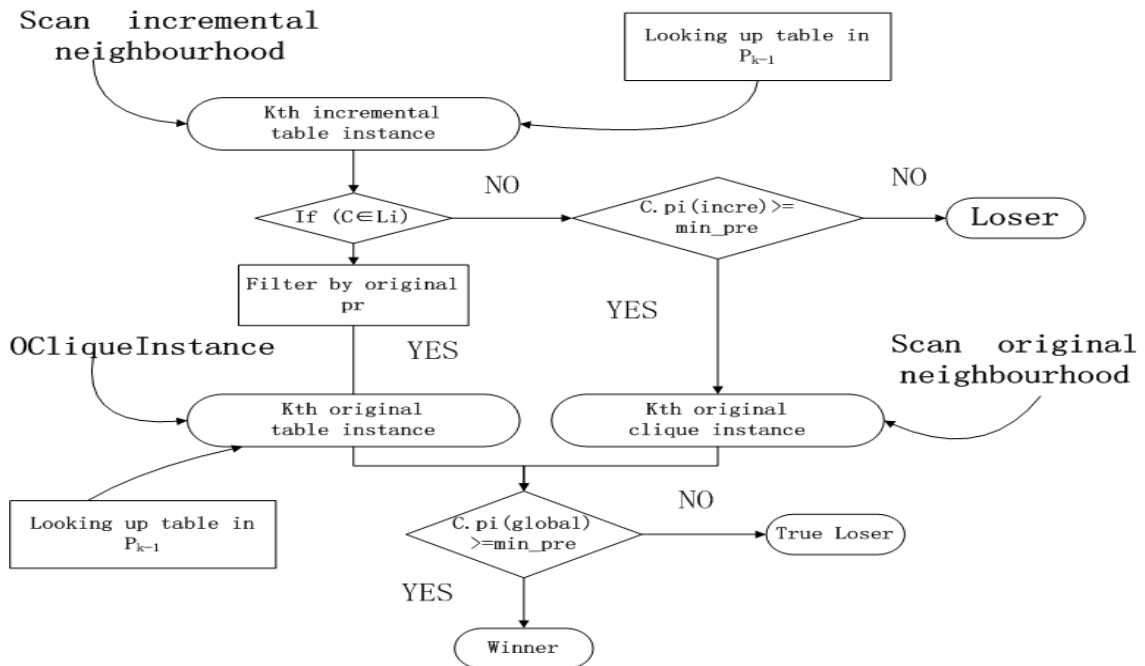 Scan incremental
neighbourhood
Looking up table in
Pₖ₋₁
Kth incremental
table instance
NO
NO
If (C∈Li)
C.pi(incre)>=
min_pre
Loser
Filter by original
pr
YES
YES
OCliqueInstance
Scan original
neighbourhood
Kth original
table instance
Kth original
clique instance
Looking up table in
Pₖ₋₁
C.pi(global)
>=min_pre
NO
True Loser
YES
Winner